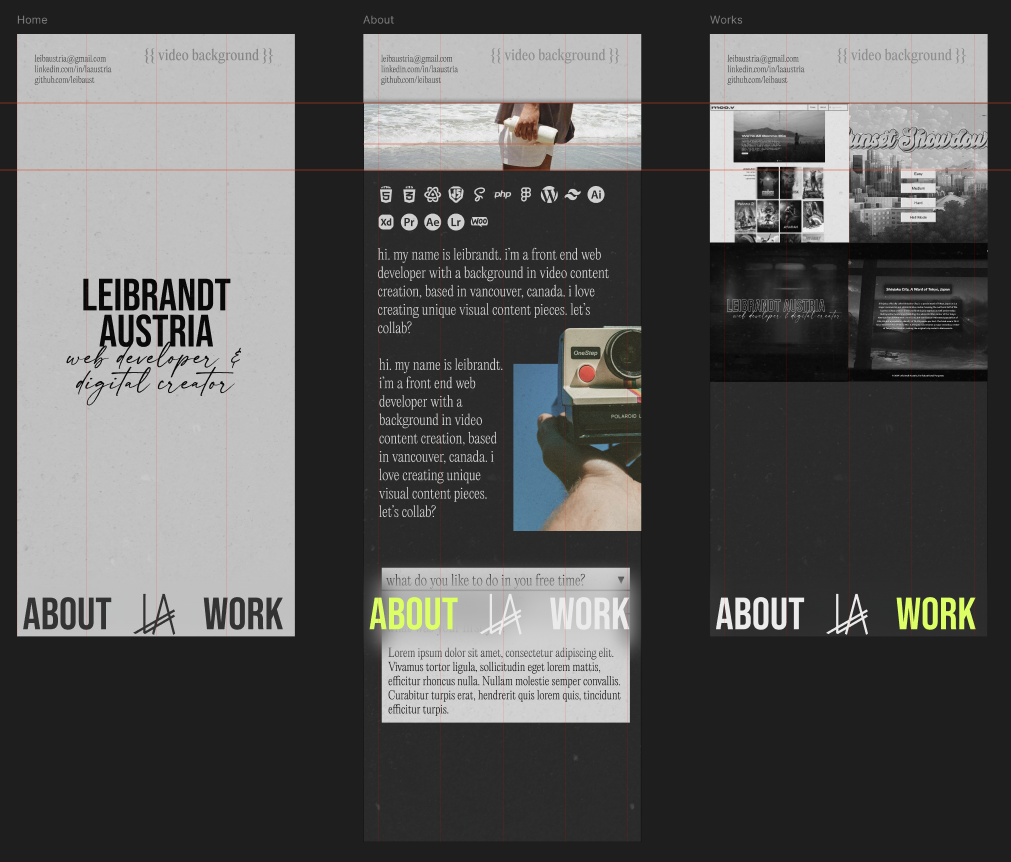 Home
{{ video background }}
leibaustria@gmail.com
linkedin.com/in/laaustria
github.com/leibaust
LEIBRANDT
AUSTRIA
web developer &
digital creator
ABOUT LA WORK
About
{{ video background }}
leibaustria@gmail.com
linkedin.com/in/laaustria
github.com/leibaust
5 3 JS S php Ai
Xd Pr Ae Lr WOO
hi. my name is leibrandt. i'm a front end web
developer with a background in video content
creation, based in vancouver, canada. i love
creating unique visual content pieces. let's
collab?
hi. my name is leibrandt.
i'm a front end web
developer with a
background in video
content creation, based
in vancouver, canada. i
love creating unique
visual content pieces.
let's collab?
OneStep
POLAROID L
what do you like to do in you free time?
ABOUT LA WORK
Lorem ipsum dolor sit amet, consectetur adipiscing elit.
Vivamus tortor ligula, sollicitudin eget lorem mattis,
efficitur rhoncus nulla. Nullam molestie semper convallis.
Curabitur turpis erat, hendrerit quis lorem quis, tincidunt
efficitur turpis.
Works
{{ video background }}
leibaustria@gmail.com
linkedin.com/in/laaustria
github.com/leibaust
moo.v
unset Showdow
Easy
Medium
Hard
LEIBRANDT AUSTRIA
web developer & digital creator
Shizuoka City, A Ward of Tokyo, Japan
ABOUT LA WORK